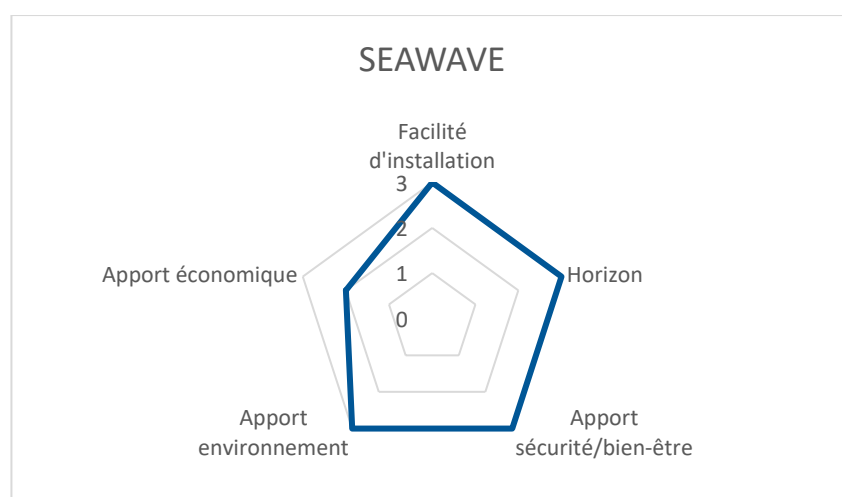 SEAWAVE
Facilité
d'installation
3
2
1
0
Horizon
Apport économique
Apport
sécurité/bien-être
Apport
environnement